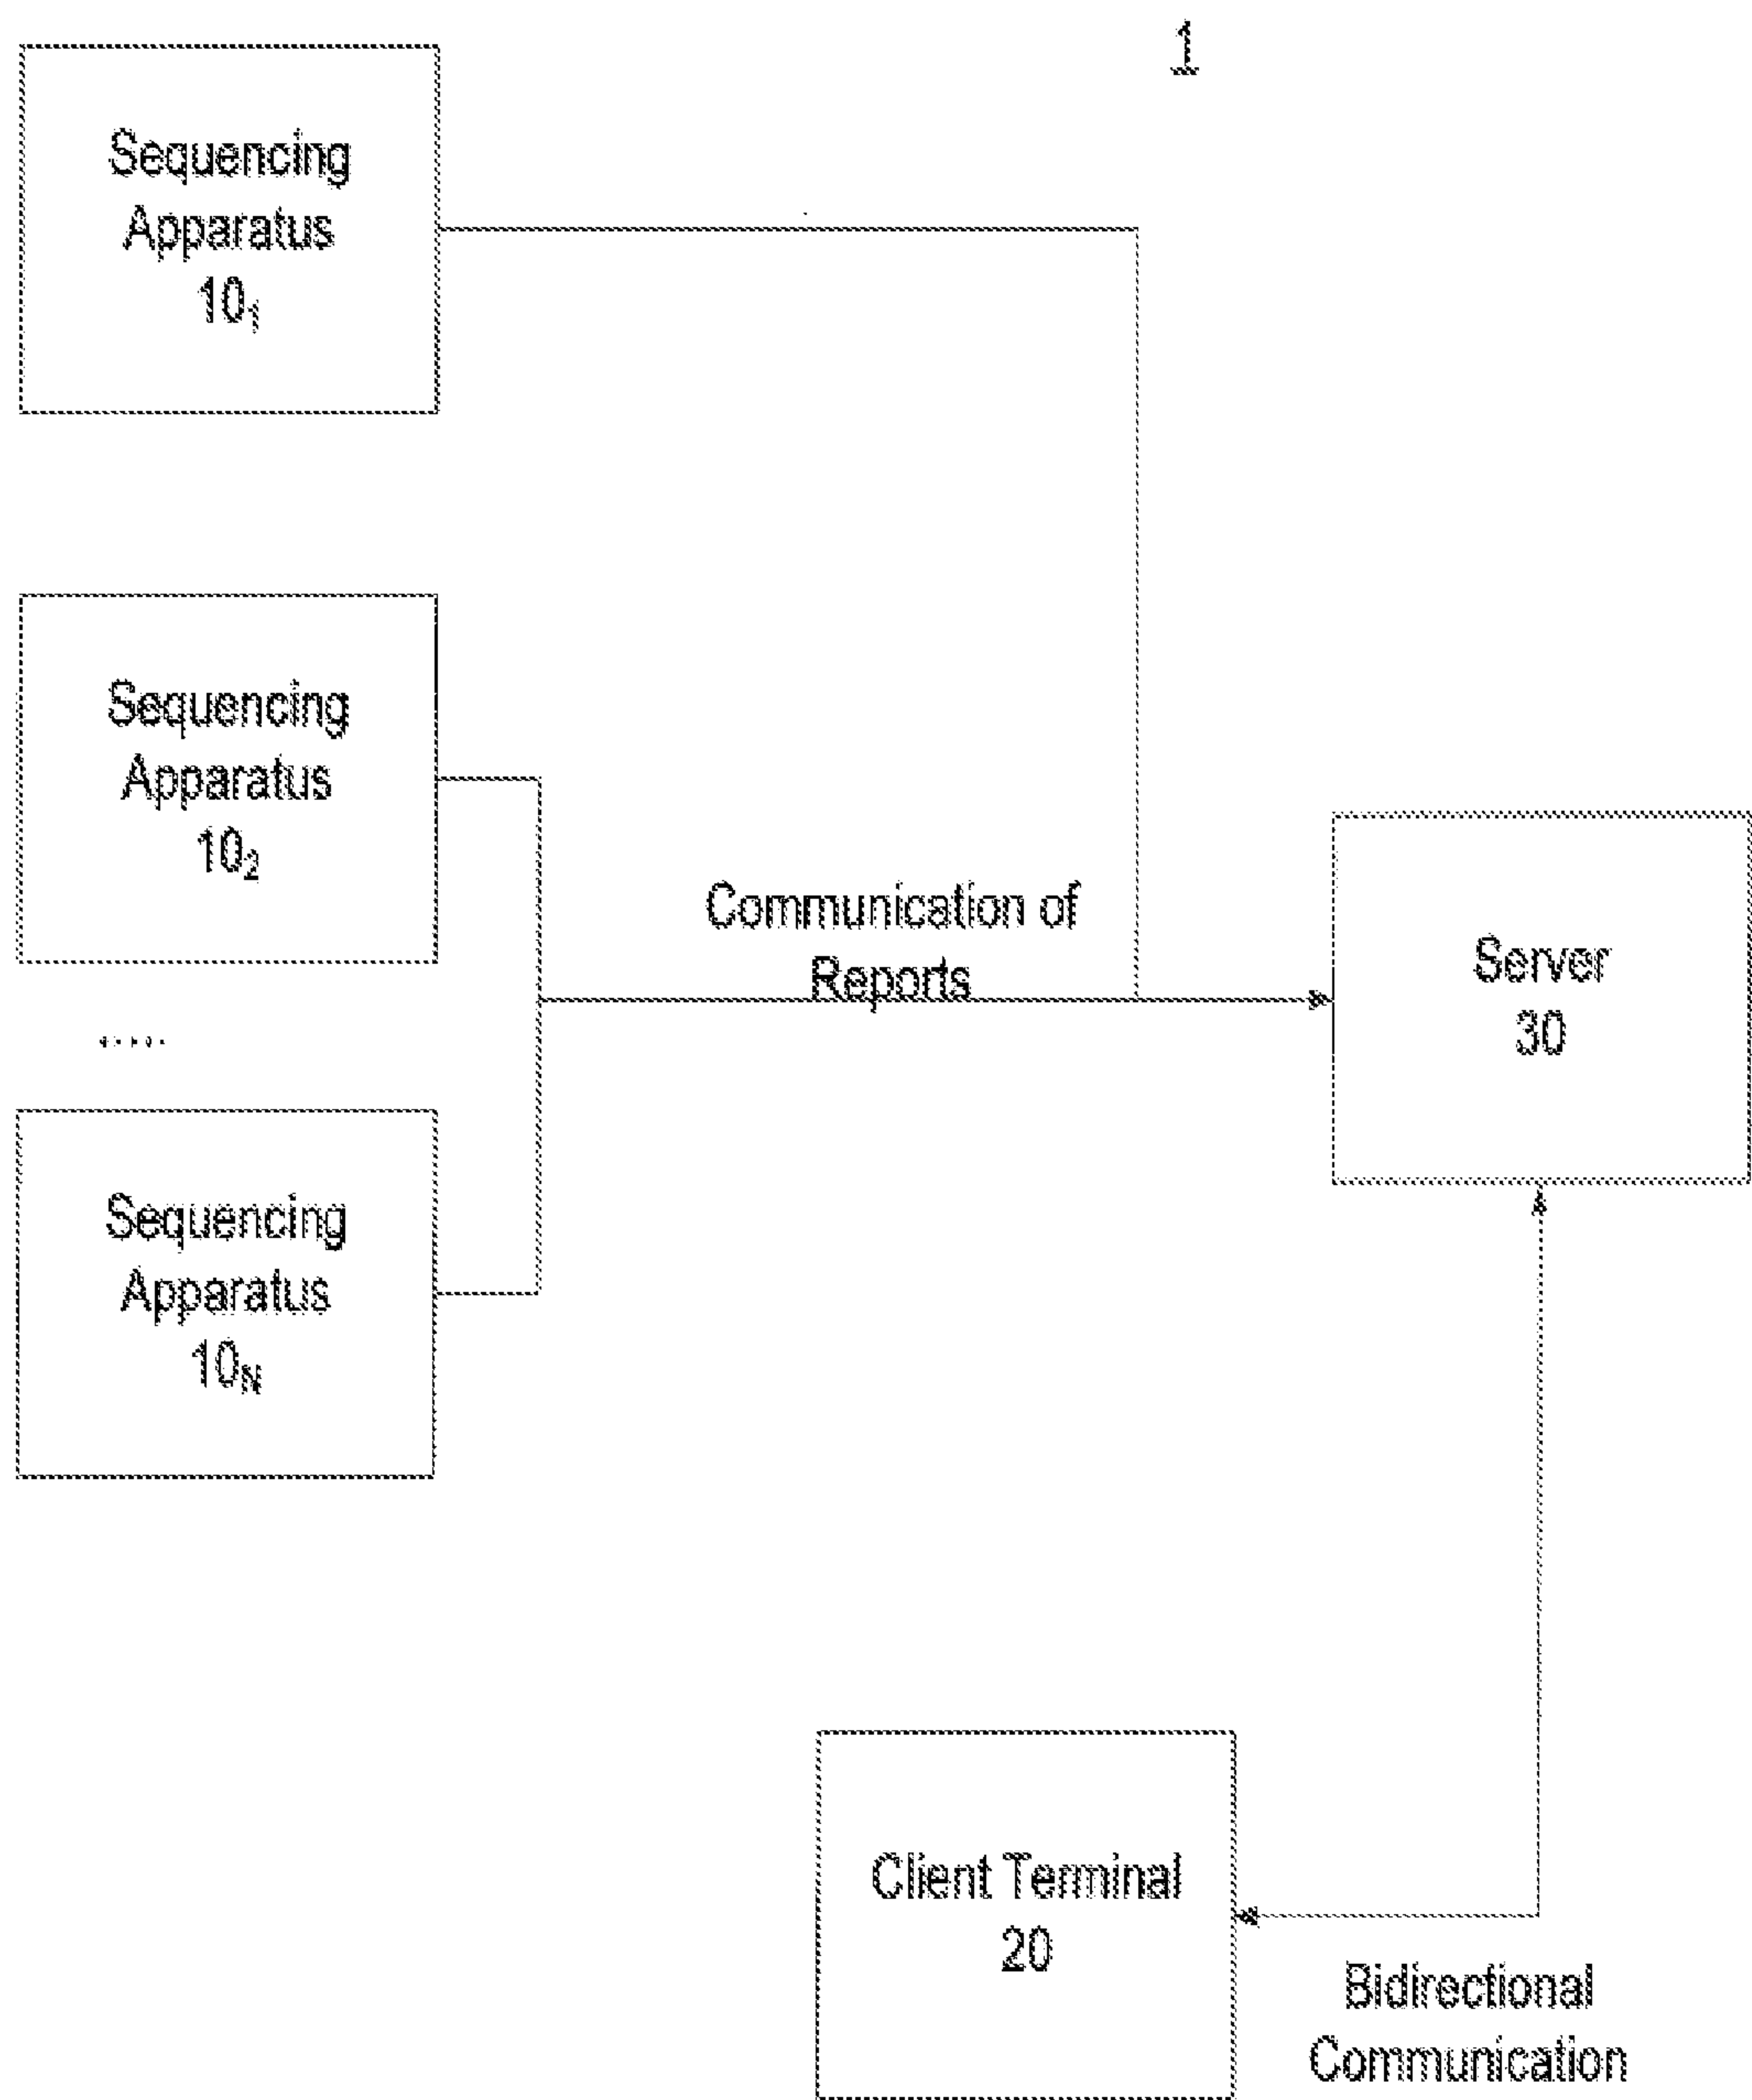 1
Sequencing
Apparatus
10₁
Sequencing
Apparatus
10₂
Communication of
Reports
Server
30
.....
Sequencing
Apparatus
10ₙ
Client Terminal
20
Bidirectional
Communication